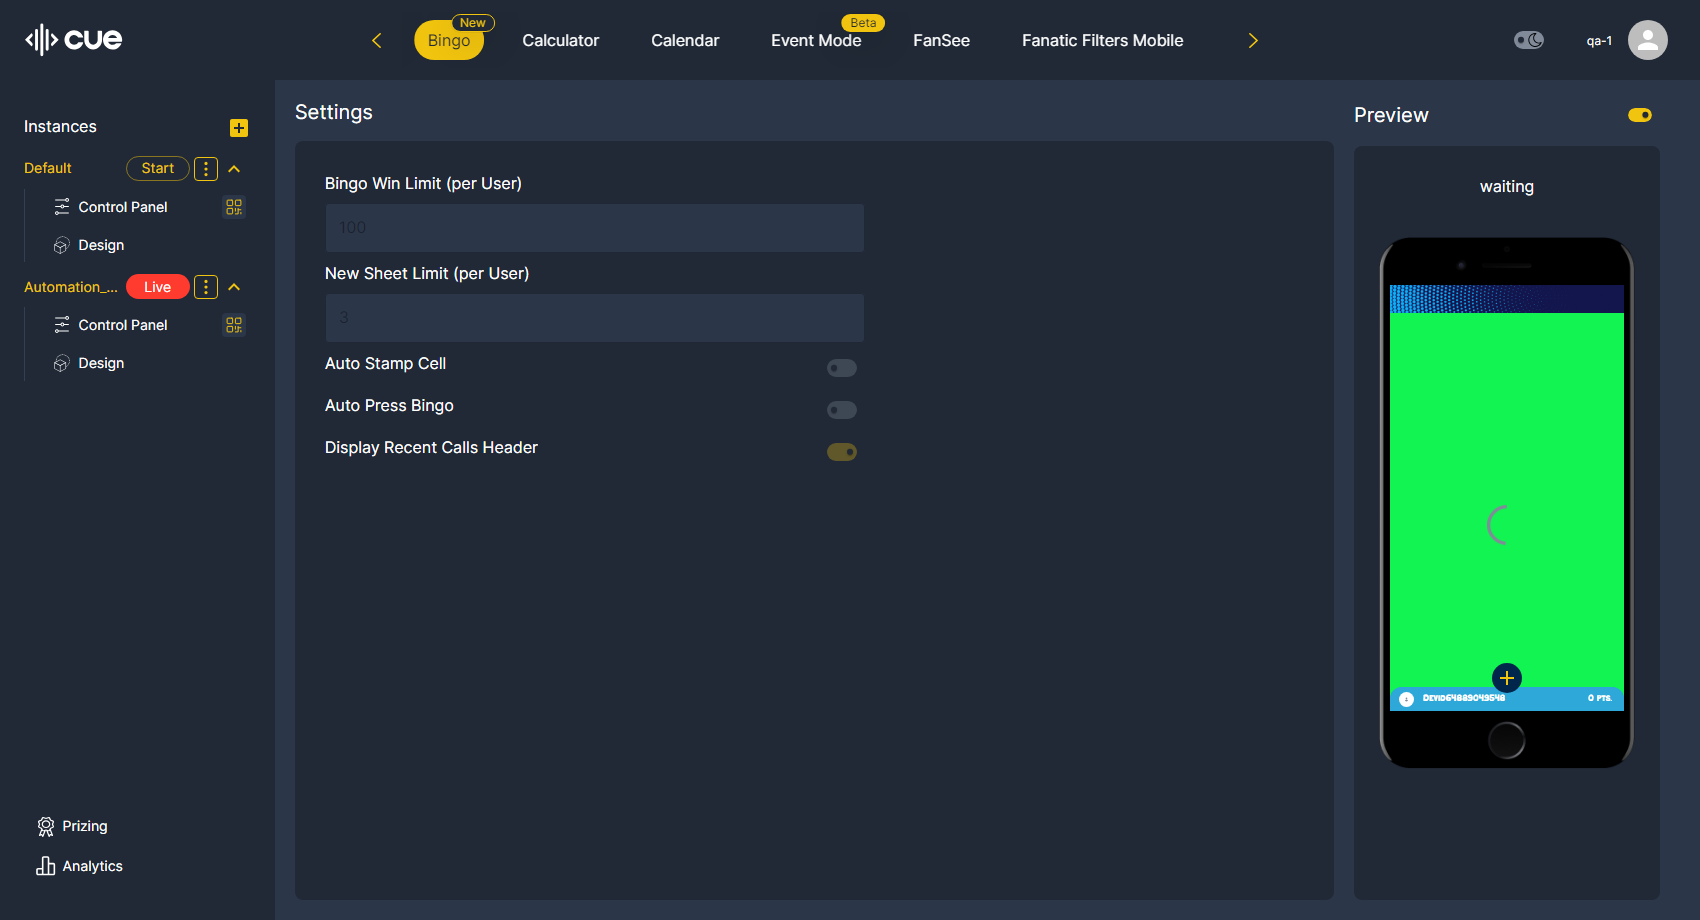 cue
New
Bingo
Calculator
Calendar
Beta
Event Mode
FanSee
Fanatic Filters Mobile
qa-1
Instances
Default
Start
Control Panel
Design
Automation_...
Live
Control Panel
Design
Prizing
Analytics
Settings
Bingo Win Limit (per User)
100
New Sheet Limit (per User)
3
Auto Stamp Cell
Auto Press Bingo
Display Recent Calls Header
Preview
waiting
0 PTS.